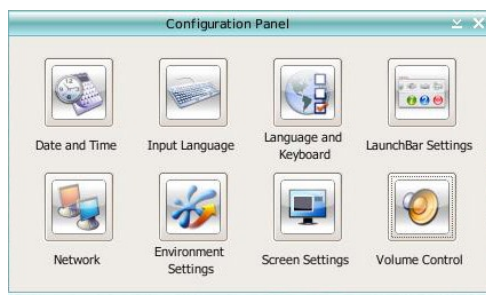 Configuration Panel
Date and Time
Input Language
Language and
Keyboard
LaunchBar Settings
Network
Environment
Settings
Screen Settings
Volume Control